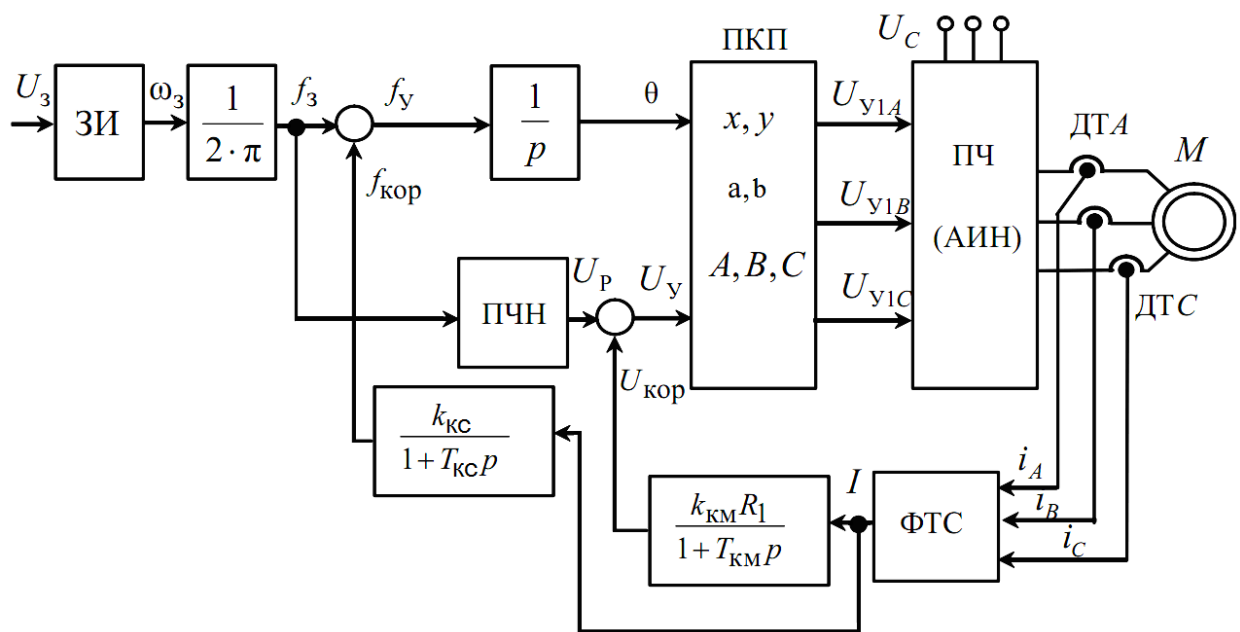 U_C
ПКП
U_з
ЗИ
ω_з
1
2 · π
f_з
f_У
1
p
θ
x, y
a, b
A, B, C
U_У1A
U_У1B
U_У1C
ПЧ
(АИН)
ДТA
M
ДТC
f_кор
ПЧН
U_Р
U_У
U_кор
k_КС
1 + T_КС p
k_КМ R_1
1 + T_КМ p
I
ФТС
i_A
i_B
i_C